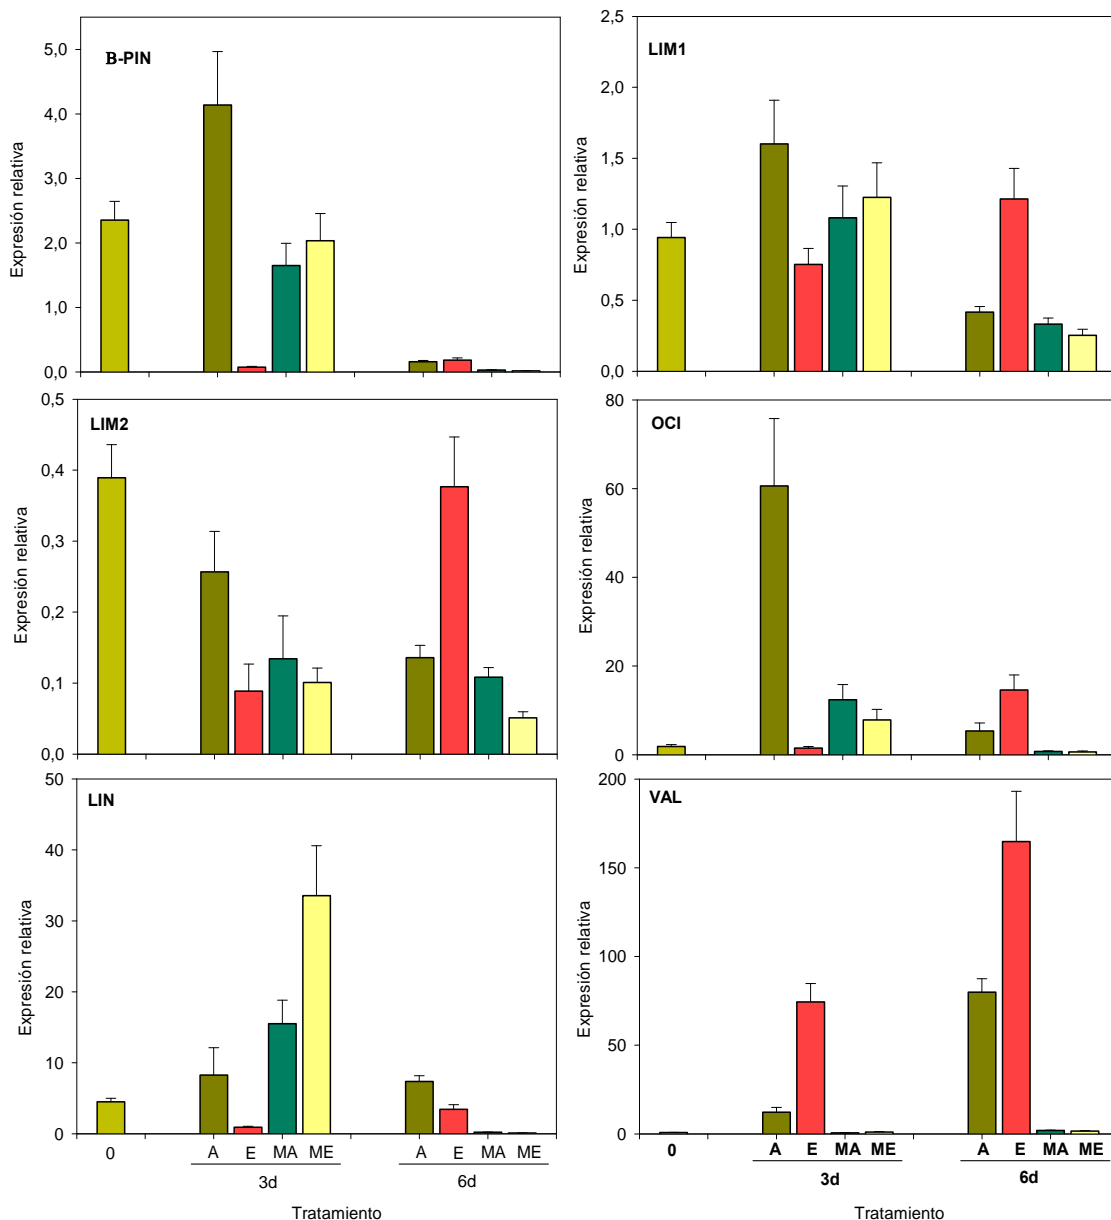 B-PIN
Expresión relativa
5,0
4,0
3,0
2,0
1,0
0,0
LIM1
Expresión relativa
2,5
2,0
1,5
1,0
0,5
0,0
LIM2
Expresión relativa
0,5
0,4
0,3
0,2
0,1
0,0
OCI
Expresión relativa
80
60
40
20
0
LIN
Expresión relativa
50
40
30
20
10
0
0 A E MA ME A E MA ME
3d 6d
Tratamiento
VAL
Expresión relativa
200
150
100
50
0
0 A E MA ME A E MA ME
3d 6d
Tratamiento